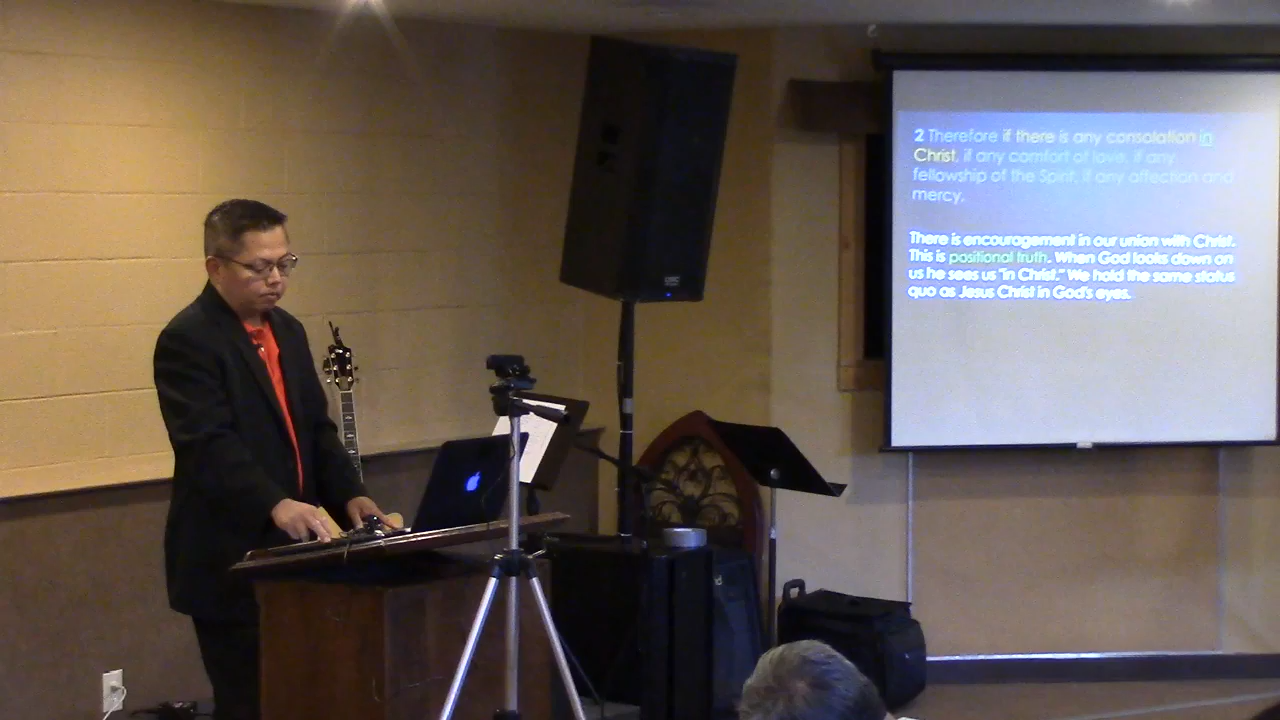 2 Therefore if there is any consolation in
Christ, if any comfort of love, if any
fellowship of the Spirit, if any affection and
mercy,
There is encouragement in our union with Christ.
This is positional truth. When God looks down on
us he sees us "in Christ." We hold the same status
quo as Jesus Christ in God's eyes.